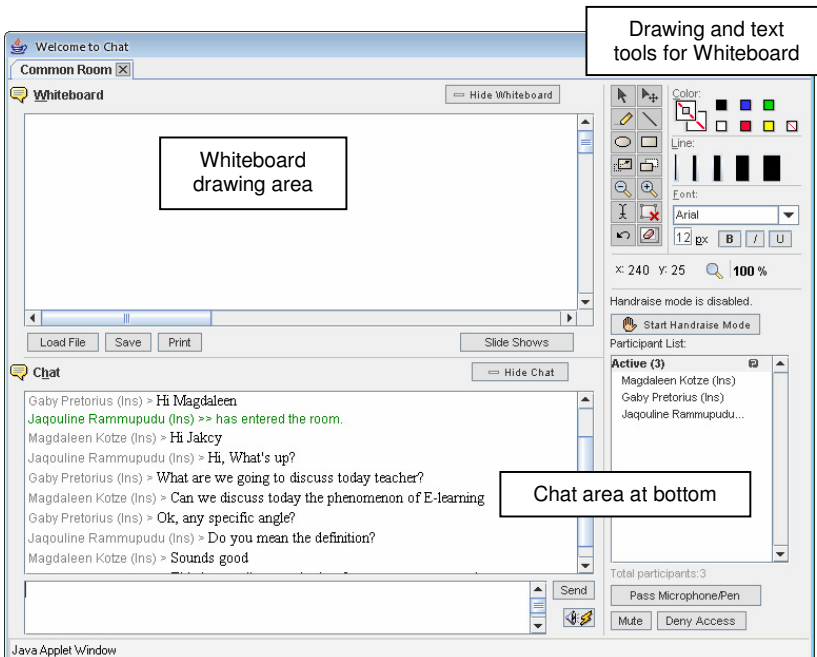 Drawing and text
tools for Whiteboard
Welcome to Chat
Common Room
Whiteboard
Hide Whiteboard
Whiteboard
drawing area
Color:
Line:
Font:
Arial
12 px B I U
x: 240 y: 25 100 %
Load File Save Print Slide Shows
Handraise mode is disabled.
Start Handraise Mode
Participant List:
Active (3)
Magdaleen Kotze (Ins)
Gaby Pretorius (Ins)
Jaqouline Rammupudu...
Chat
Hide Chat
Gaby Pretorius (Ins) > Hi Magdaleen
Jaqouline Rammupudu (Ins) >> has entered the room.
Magdaleen Kotze (Ins) > Hi Jakcy
Jaqouline Rammupudu (Ins) > Hi, What's up?
Gaby Pretorius (Ins) > What are we going to discuss today teacher?
Magdaleen Kotze (Ins) > Can we discuss today the phenomenon of E-learning
Gaby Pretorius (Ins) > Ok, any specific angle?
Jaqouline Rammupudu (Ins) > Do you mean the definition?
Magdaleen Kotze (Ins) > Sounds good
Chat area at bottom
Send
Total participants:3
Pass Microphone/Pen
Mute Deny Access
Java Applet Window